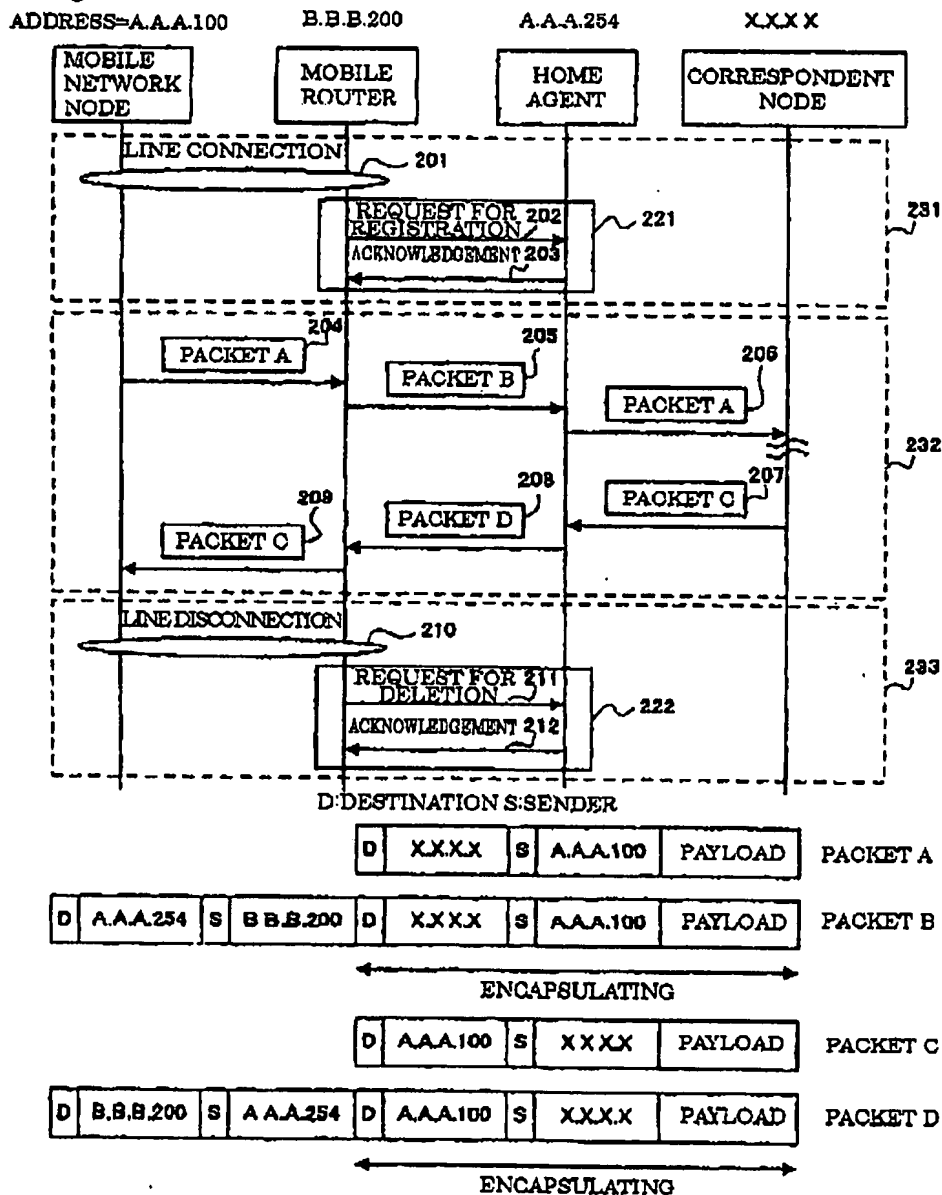 ADDRESS=A.A.A.100 B.B.B.200 A.A.A.254 X.X.X.X
MOBILE NETWORK NODE
MOBILE ROUTER
HOME AGENT
CORRESPONDENT NODE
LINE CONNECTION 201
REQUEST FOR REGISTRATION 202
ACKNOWLEDGEMENT 203
221
231
204
PACKET A
205
PACKET B
206
PACKET A
232
207
PACKET C
208
PACKET D
209
PACKET C
LINE DISCONNECTION
210
REQUEST FOR DELETION 211
ACKNOWLEDGEMENT 212
222
233
D:DESTINATION S:SENDER
D X.X.X.X S A.A.A.100 PAYLOAD PACKET A
D A.A.A.254 S B.B.B.200 D X.X.X.X S A.A.A.100 PAYLOAD PACKET B
ENCAPSULATING
D A.A.A.100 S X.X.X.X PAYLOAD PACKET C
D B.B.B.200 S A.A.A.254 D A.A.A.100 S X.X.X.X PAYLOAD PACKET D
ENCAPSULATING